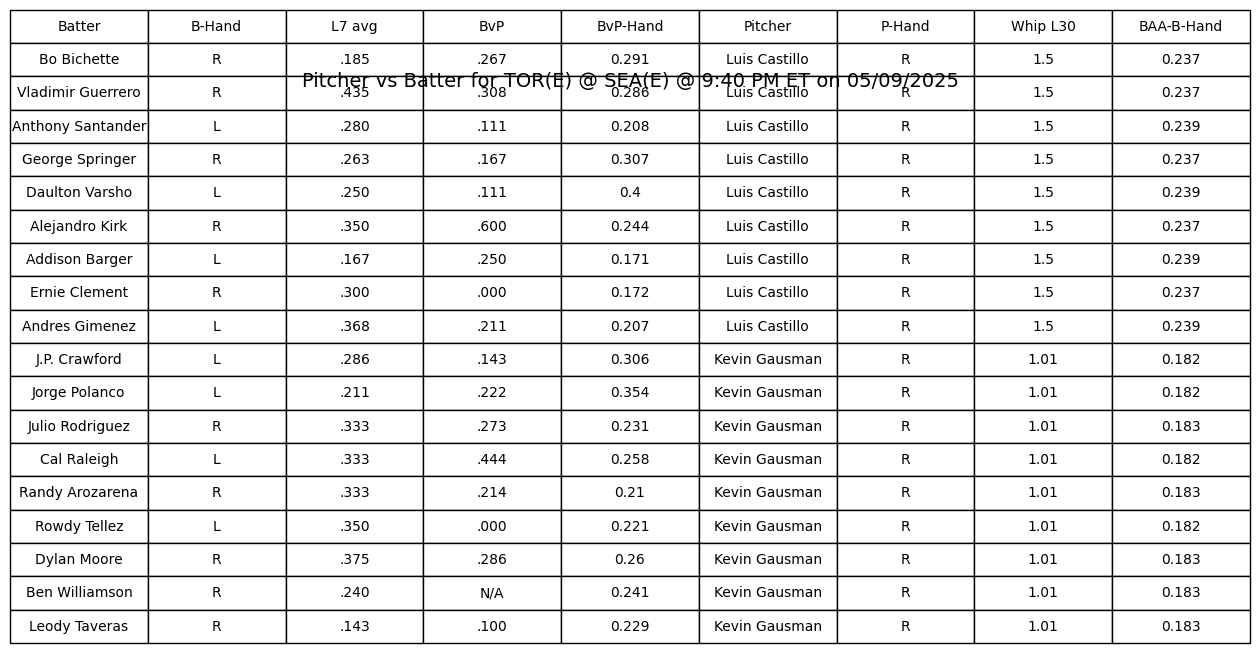 Batter B-Hand L7 avg BvP BvP-Hand Pitcher P-Hand Whip L30 BAA-B-Hand
Bo Bichette R .185 .267 0.291 Luis Castillo R 1.5 0.237
Pitcher vs Batter for TOR(E) @ SEA(E) @ 9:40 PM ET on 05/09/2025
Vladimir Guerrero R .435 .308 0.286 Luis Castillo R 1.5 0.237
Anthony Santander L .280 .111 0.208 Luis Castillo R 1.5 0.239
George Springer R .263 .167 0.307 Luis Castillo R 1.5 0.237
Daulton Varsho L .250 .111 0.4 Luis Castillo R 1.5 0.239
Alejandro Kirk R .350 .600 0.244 Luis Castillo R 1.5 0.237
Addison Barger L .167 .250 0.171 Luis Castillo R 1.5 0.239
Ernie Clement R .300 .000 0.172 Luis Castillo R 1.5 0.237
Andres Gimenez L .368 .211 0.207 Luis Castillo R 1.5 0.239
J.P. Crawford L .286 .143 0.306 Kevin Gausman R 1.01 0.182
Jorge Polanco L .211 .222 0.354 Kevin Gausman R 1.01 0.182
Julio Rodriguez R .333 .273 0.231 Kevin Gausman R 1.01 0.183
Cal Raleigh L .333 .444 0.258 Kevin Gausman R 1.01 0.182
Randy Arozarena R .333 .214 0.21 Kevin Gausman R 1.01 0.183
Rowdy Tellez L .350 .000 0.221 Kevin Gausman R 1.01 0.182
Dylan Moore R .375 .286 0.26 Kevin Gausman R 1.01 0.183
Ben Williamson R .240 N/A 0.241 Kevin Gausman R 1.01 0.183
Leody Taveras R .143 .100 0.229 Kevin Gausman R 1.01 0.183